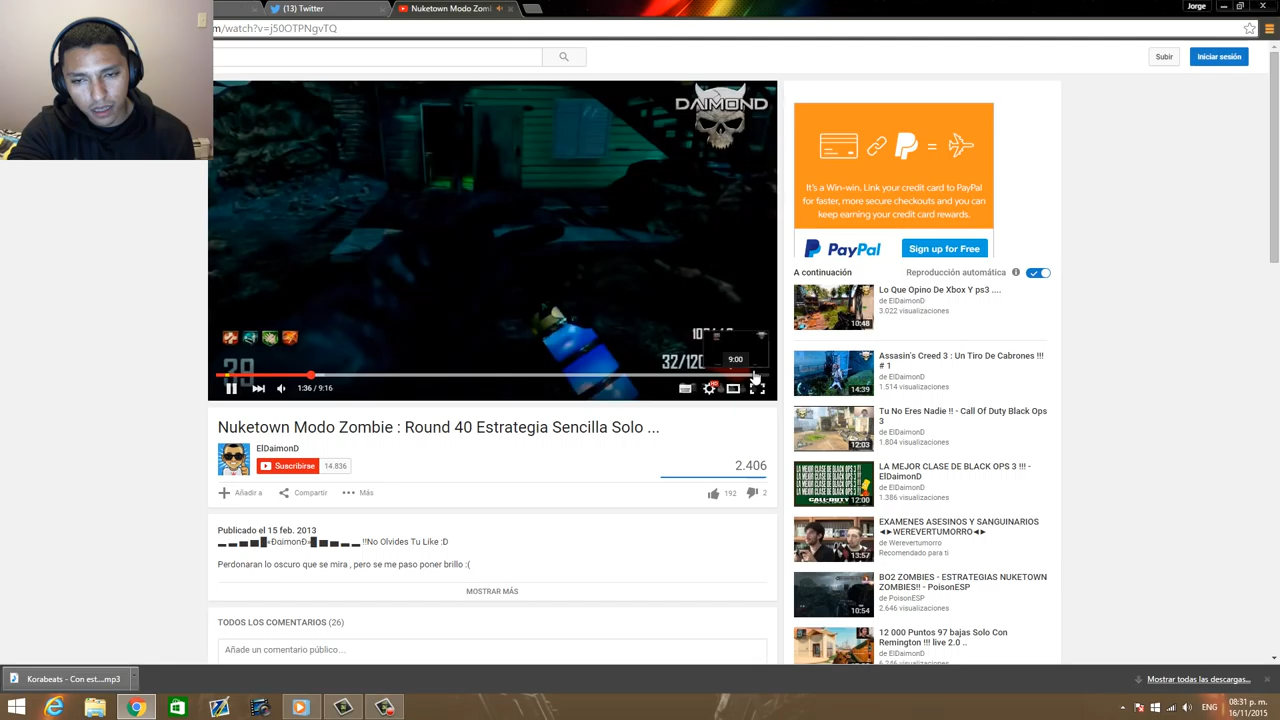 (13) Twitter
Nuketown Modo Zombi
Jorge
m/watch?v=j50OTPNgvTQ
Subir
Iniciar sesión
DAIMOND
It's a Win-win. Link your credit card to PayPal
for faster, more secure checkouts and you can
keep earning your credit card rewards.
PayPal
Sign up for Free
A continuación
Reproducción automática
Lo Que Opino De Xbox Y ps3 ....
de ElDaimonD
3.022 visualizaciones
10:48
Assasin's Creed 3 : Un Tiro De Cabrones !!!
# 1
de ElDaimonD
1.514 visualizaciones
14:39
Tu No Eres Nadie !! - Call Of Duty Black Ops
3
de ElDaimonD
1.804 visualizaciones
12:03
LA MEJOR CLASE DE BLACK OPS 3 !!! -
ElDaimonD
de ElDaimonD
1.386 visualizaciones
12:00
EXAMENES ASESINOS Y SANGUINARIOS
◄►WEREVERTUMORRO◄►
de Werevertumorro
Recomendado para ti
13:57
BO2 ZOMBIES - ESTRATEGIAS NUKETOWN
ZOMBIES!! - PoisonESP
de PoisonESP
2.646 visualizaciones
10:54
12 000 Puntos 97 bajas Solo Con
Remington !!! live 2.0 ..
de ElDaimonD
32/120
9:00
1:36 / 9:16
HD
Nuketown Modo Zombie : Round 40 Estrategia Sencilla Solo ...
ElDaimonD
Suscribirse 14.836
2.406
Añadir a
Compartir
Más
192
2
Publicado el 15 feb. 2013
▂ ▃ ▅ ▆ █«ÐαimonÐ»█ ▆ ▅ ▃ ▂ !!No Olvides Tu Like :D
Perdonaran lo oscuro que se mira , pero se me paso poner brillo :(
MOSTRAR MÁS
TODOS LOS COMENTARIOS (26)
Añade un comentario público…
Korabeats - Con est....mp3
Mostrar todas las descargas...
08:31 p. m.